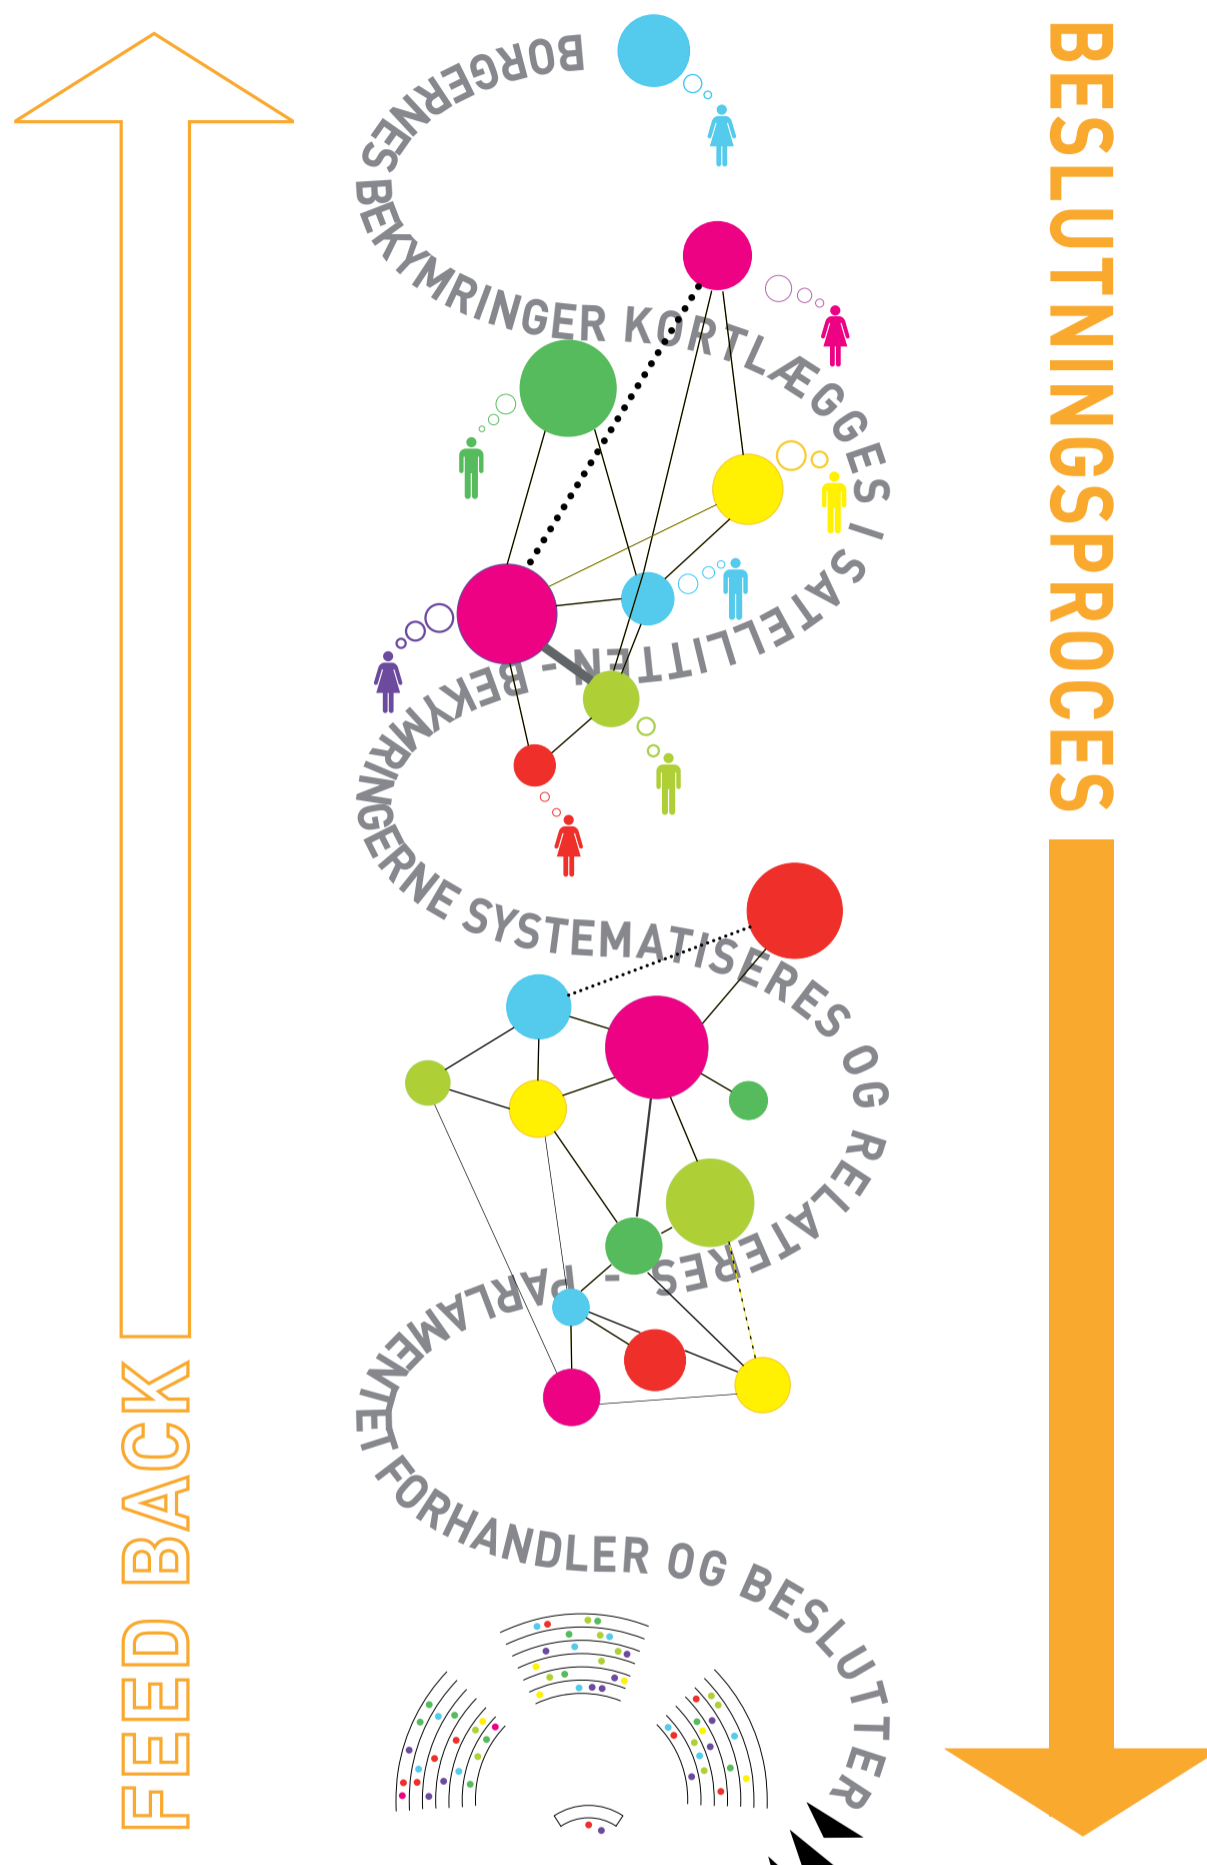 BORGERNES BEKYMRINGER KORTLÆGGES I SATELLITTEN - BEKYMRINGERNE SYSTEMATISERES OG RELATERES - PARLAMENTET FORHANDLER OG BESLUTTER
BESLUTNINGSPROCES
FEED BACK